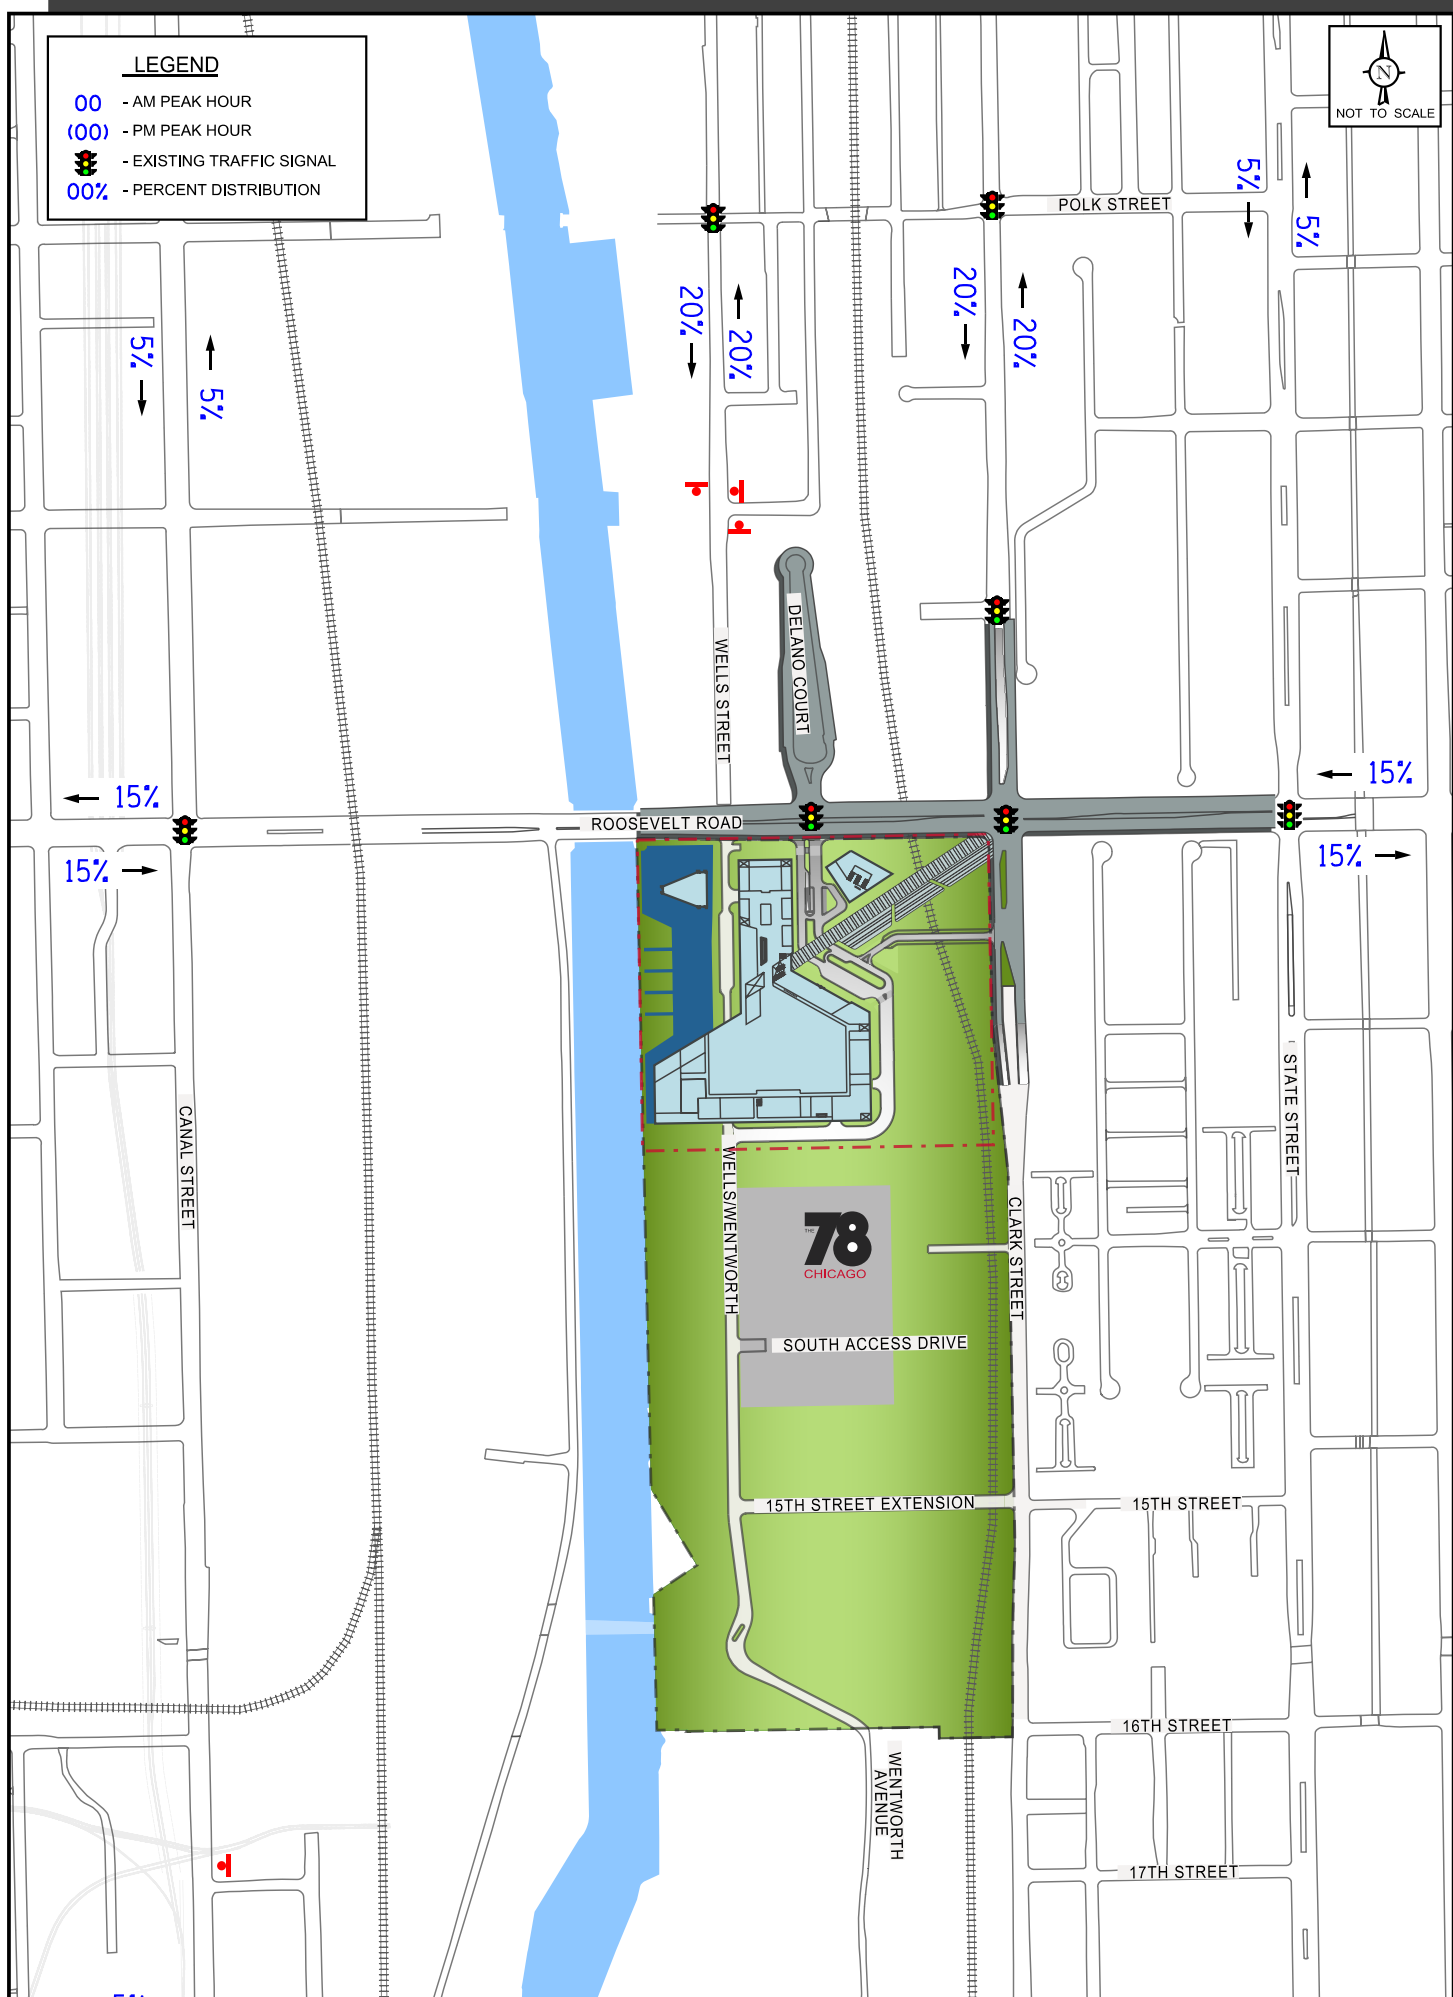 LEGEND
00 - AM PEAK HOUR
(00) - PM PEAK HOUR
- EXISTING TRAFFIC SIGNAL
00% - PERCENT DISTRIBUTION
N
NOT TO SCALE
5%
5%
POLK STREET
20%
20%
20%
20%
5%
5%
WELLS STREET
DELANO COURT
15%
15%
ROOSEVELT ROAD
15%
15%
CANAL STREET
STATE STREET
WELLS/WENTWORTH
CLARK STREET
THE
78
CHICAGO
SOUTH ACCESS DRIVE
15TH STREET EXTENSION
15TH STREET
16TH STREET
WENTWORTH
AVENUE
17TH STREET